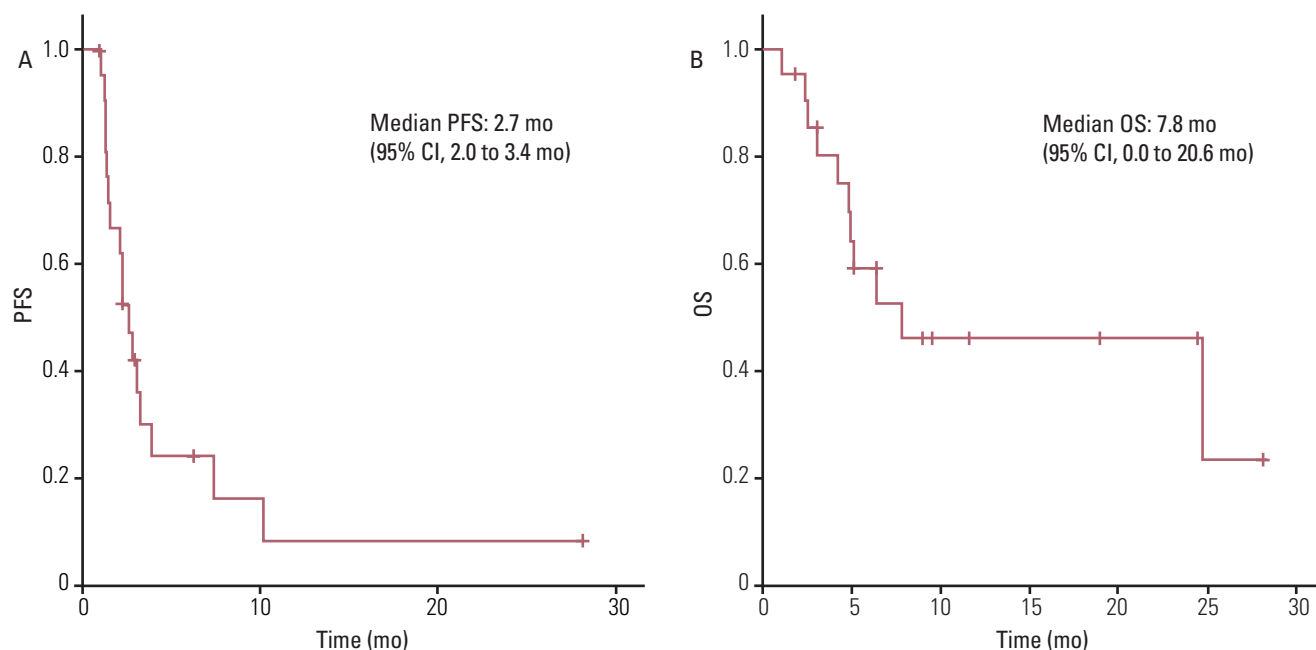 A
1.0
0.8
0.6
0.4
0.2
0
PFS
Median PFS: 2.7 mo
(95% CI, 2.0 to 3.4 mo)
0
10
20
30
Time (mo)
B
1.0
0.8
0.6
0.4
0.2
0
OS
Median OS: 7.8 mo
(95% CI, 0.0 to 20.6 mo)
0
5
10
15
20
25
30
Time (mo)